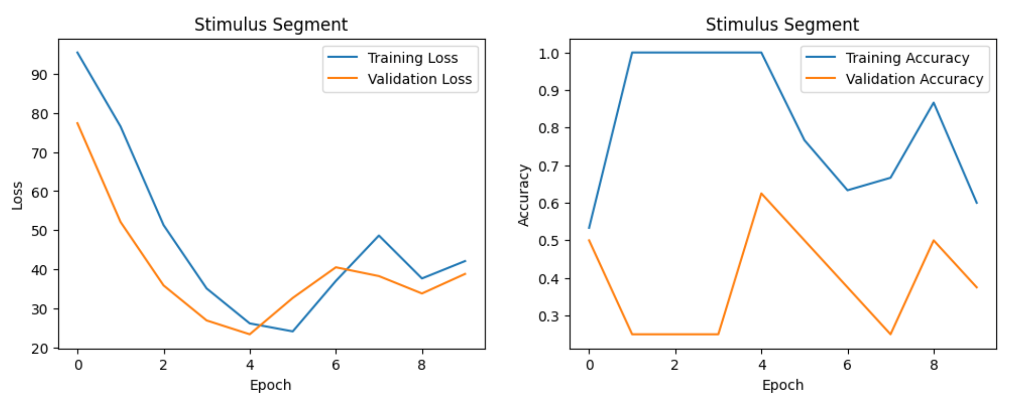 Stimulus Segment
Training Loss
Validation Loss
90
80
70
60
50
40
30
20
Loss
0
2
4
6
8
Epoch
Stimulus Segment
Training Accuracy
Validation Accuracy
1.0
0.9
0.8
0.7
0.6
0.5
0.4
0.3
Accuracy
0
2
4
6
8
Epoch